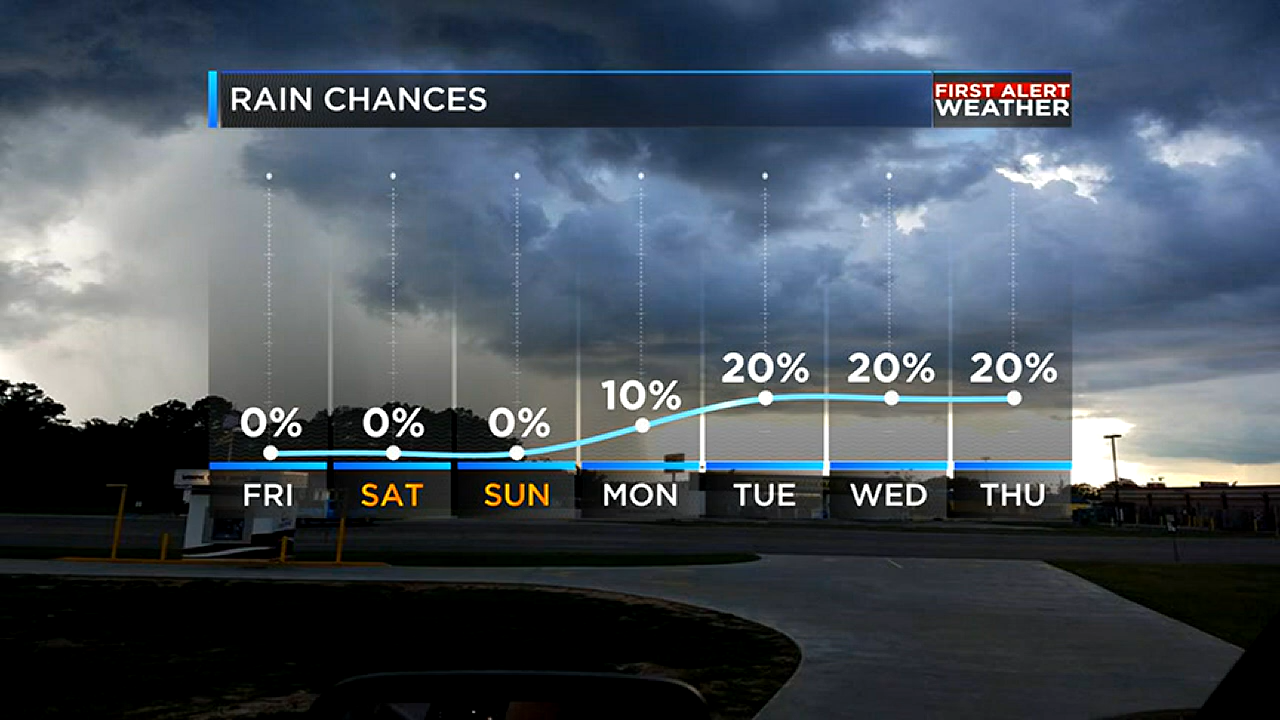 RAIN CHANCES
FIRST ALERT
WEATHER
0% 0% 0% 10% 20% 20% 20%
FRI SAT SUN MON TUE WED THU